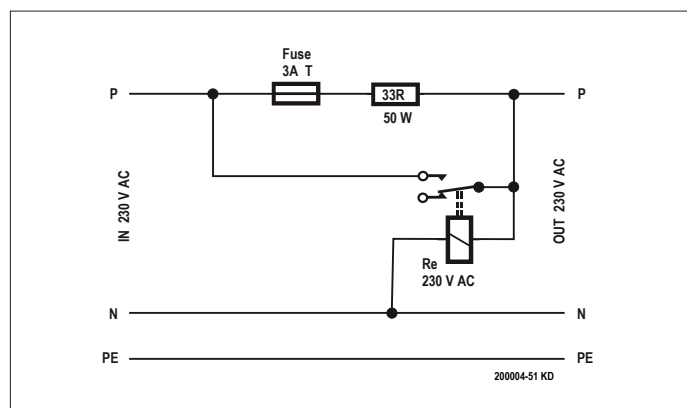 Fuse
3A T
P
33R
P
50 W
IN 230 V AC
OUT 230 V AC
Re
230 V AC
N
N
PE
PE
200004-51 KD